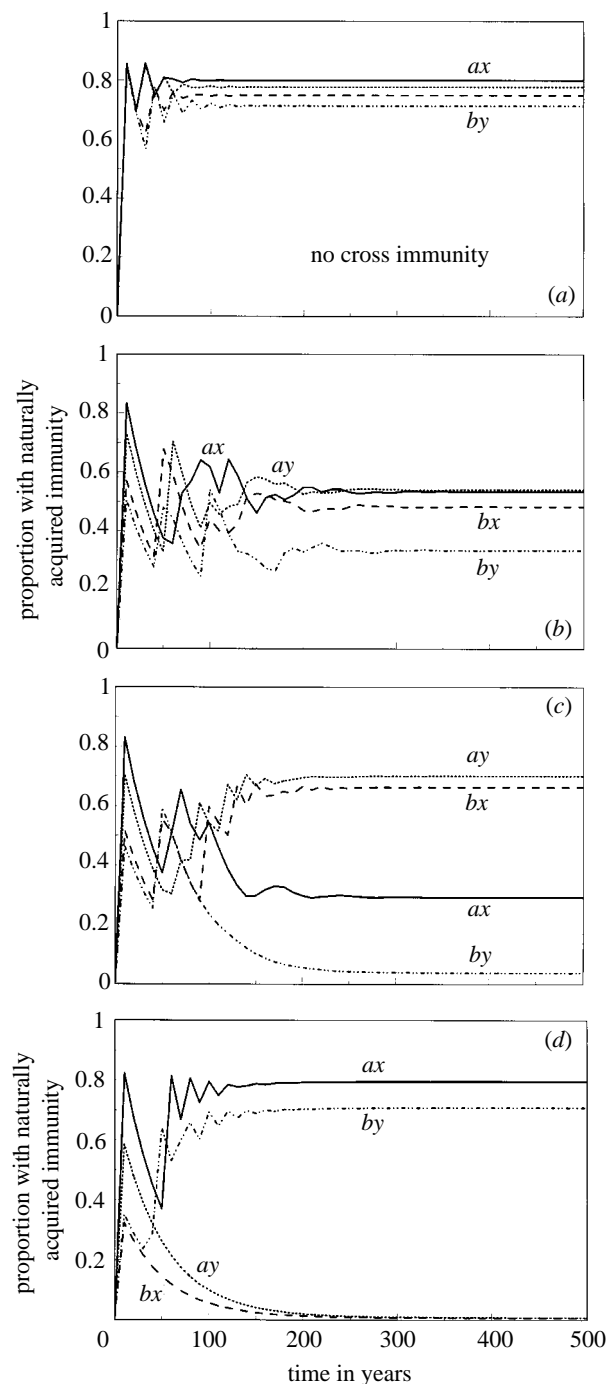 1
0.8
0.6
0.4
0.2
0
ax
by
no cross immunity
(a)
1
0.8
0.6
0.4
0.2
0
proportion with naturally
acquired immunity
ax
ay
bx
by
(b)
1
0.8
0.6
0.4
0.2
0
(c)
ay
bx
ax
by
1
0.8
0.6
0.4
0.2
proportion with naturally
acquired immunity
(d)
ax
by
ay
bx
0 100 200 300 400 500
time in years